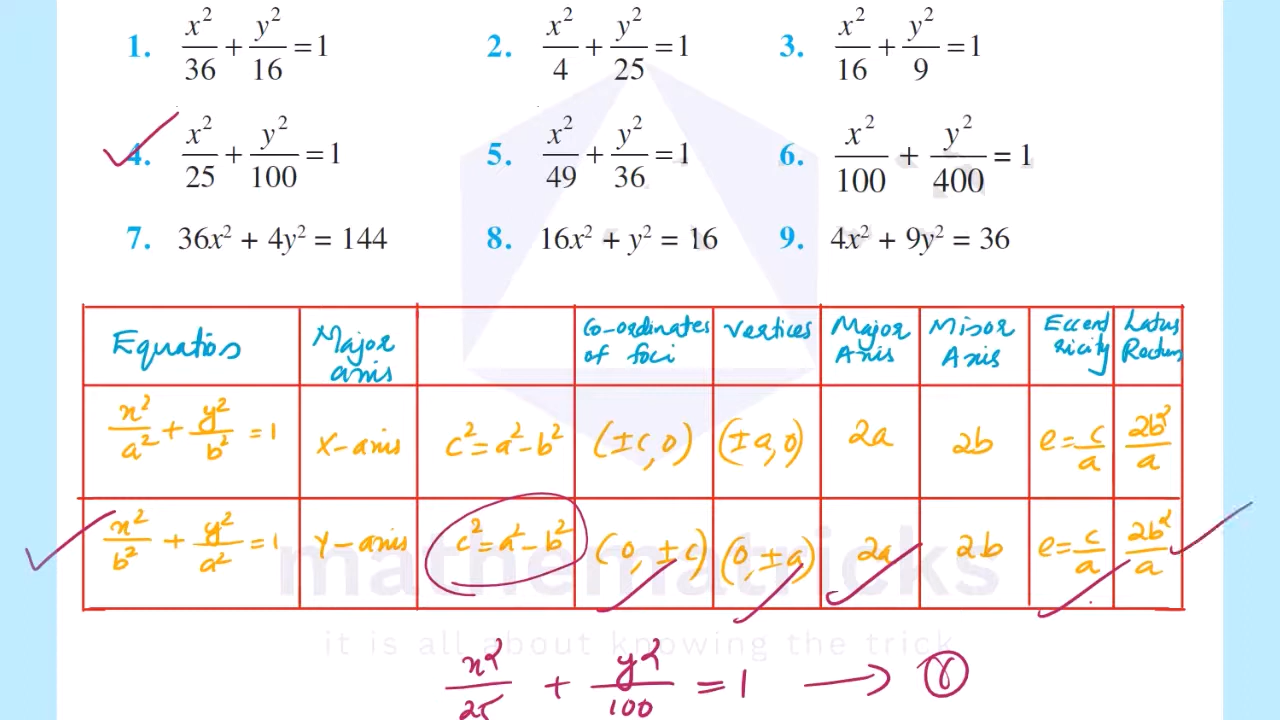 1. x²/36 + y²/16 = 1 2. x²/4 + y²/25 = 1 3. x²/16 + y²/9 = 1
4. x²/25 + y²/100 = 1 5. x²/49 + y²/36 = 1 6. x²/100 + y²/400 = 1
7. 36x² + 4y² = 144 8. 16x² + y² = 16 9. 4x² + 9y² = 36
Equation Major axis Co-ordinates of foci Vertices Major Axis Minor Axis Eccentricity Latus Rectum
x²/a² + y²/b² = 1 X-axis c² = a² - b² (±c, 0) (±a, 0) 2a 2b e = c/a 2b²/a
x²/b² + y²/a² = 1 Y-axis c² = a² - b² (0, ±c) (0, ±a) 2a 2b e = c/a 2b²/a
mathematricks
it is all about knowing the trick
x²/25 + y²/100 = 1 →